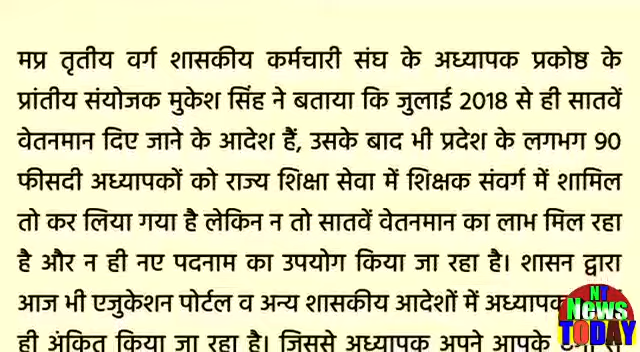 मप्र तृतीय वर्ग शासकीय कर्मचारी संघ के अध्यापक प्रकोष्ठ के
प्रांतीय संयोजक मुकेश सिंह ने बताया कि जुलाई 2018 से ही सातवें
वेतनमान दिए जाने के आदेश हैं, उसके बाद भी प्रदेश के लगभग 90
फीसदी अध्यापकों को राज्य शिक्षा सेवा में शिक्षक संवर्ग में शामिल
तो कर लिया गया है लेकिन न तो सातवें वेतनमान का लाभ मिल रहा
है और न ही नए पदनाम का उपयोग किया जा रहा है। शासन द्वारा
आज भी एजुकेशन पोर्टल व अन्य शासकीय आदेशों में अध्यापक
ही अंकित किया जा रहा है। जिससे अध्यापक अपने आपके
NT
News
TODAY